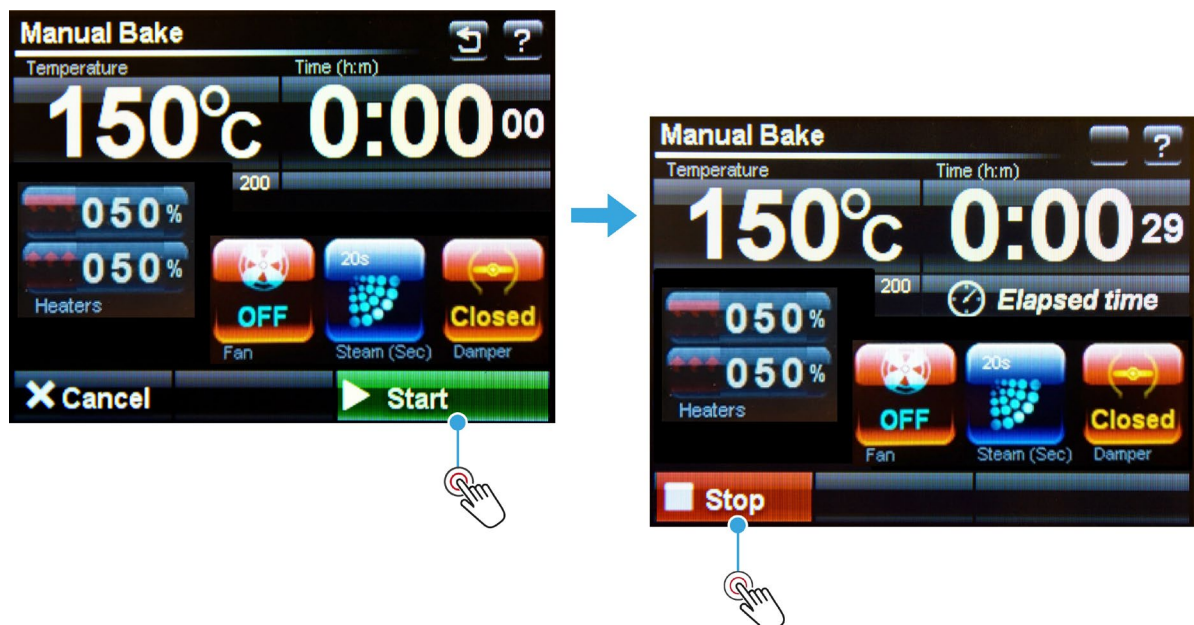 Manual Bake
?
Temperature
Time (h:m)
150°C
0:00 00
200
050%
050%
Heaters
OFF
Fan
20s
Steam (Sec)
Closed
Damper
Cancel
Start
Manual Bake
?
Temperature
Time (h:m)
150°C
0:00 29
200
Elapsed time
050%
050%
Heaters
OFF
Fan
20s
Steam (Sec)
Closed
Damper
Stop